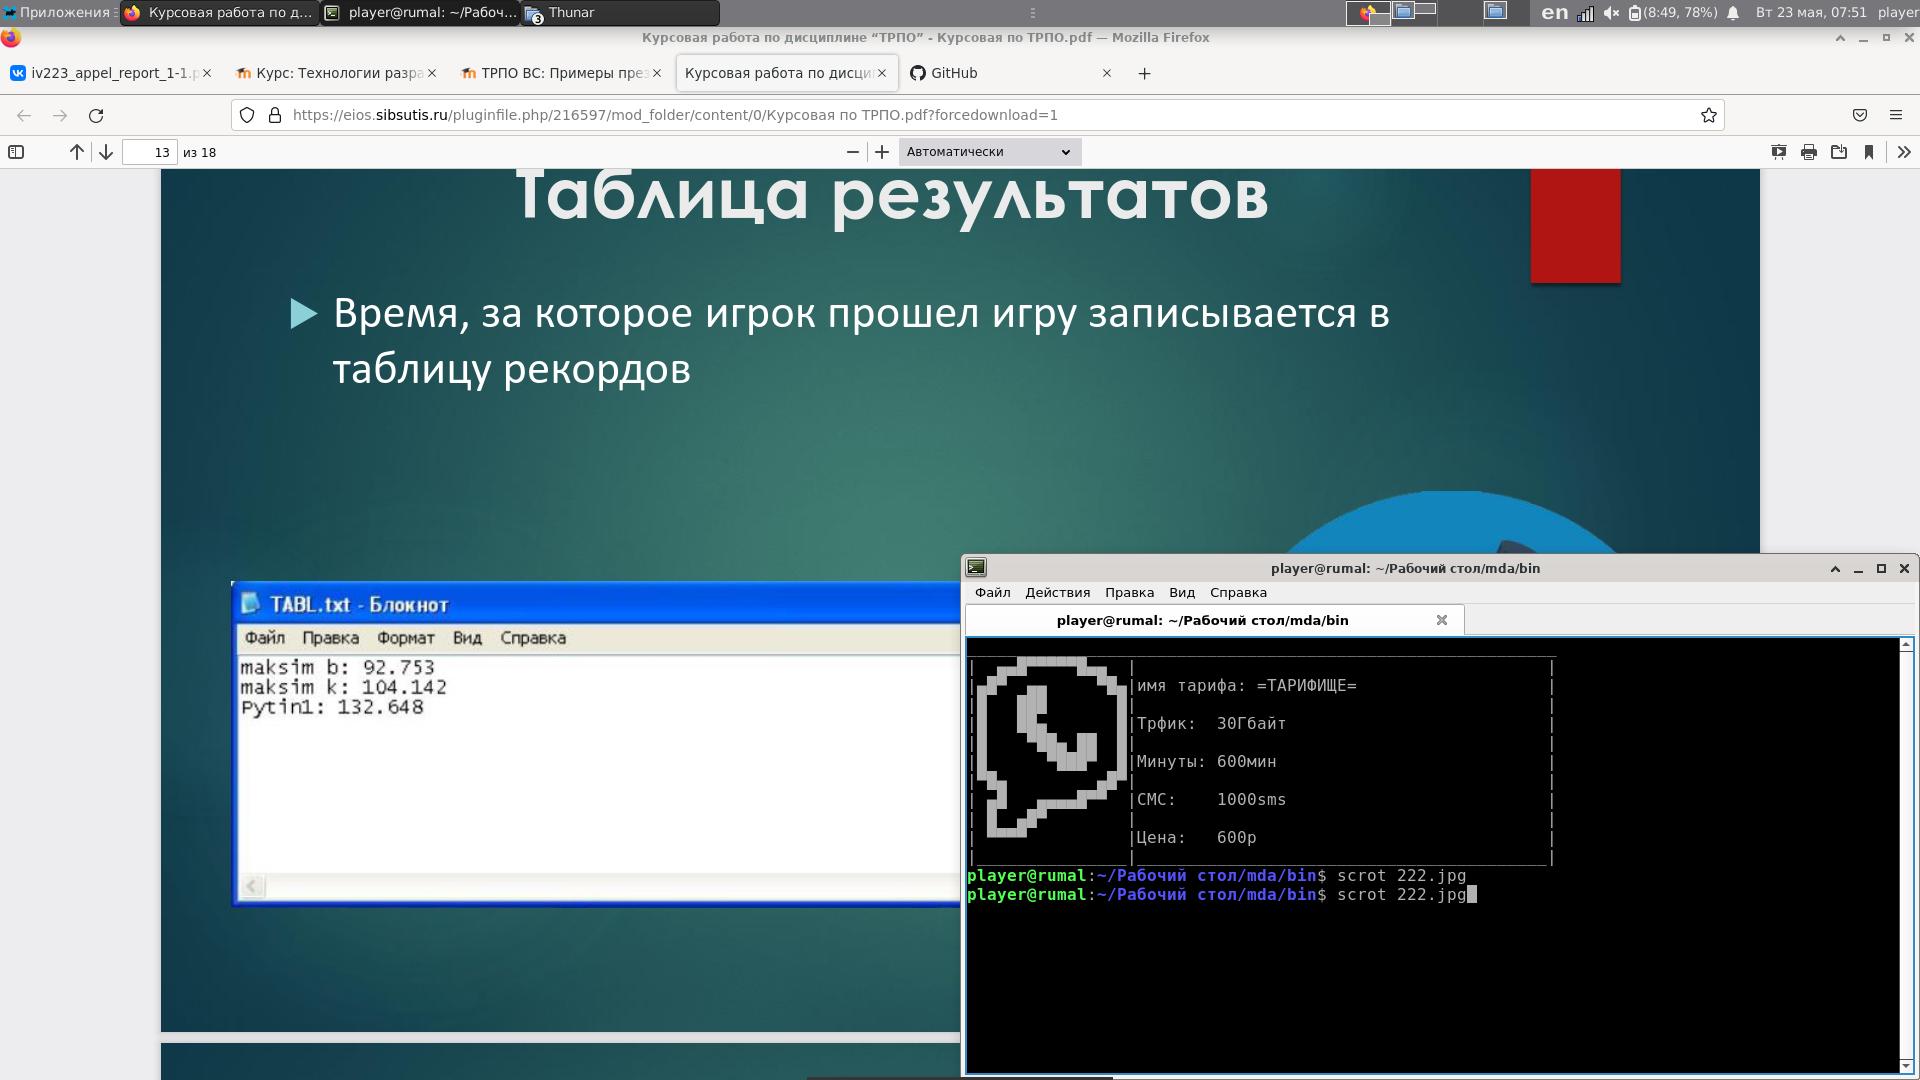 Приложения
Курсовая работа по д...
player@rumal: ~/Рабоч...
3
Thunar
en
(8:49, 78%)
Вт 23 мая, 07:51
player
Курсовая работа по дисциплине “ТРПО” - Курсовая по ТРПО.pdf — Mozilla Firefox
iv223_appel_report_1-1.p
Курс: Технологии разра
ТРПО ВС: Примеры пре
Курсовая работа по дисци
GitHub
https://eios.sibsutis.ru/pluginfile.php/216597/mod_folder/content/0/Курсовая по ТРПО.pdf?forcedownload=1
13 из 18
Автоматически
Таблица результатов
Время, за которое игрок прошел игру записывается в
таблицу рекордов
TABL.txt - Блокнот
Файл Правка Формат Вид Справка
maksim b: 92.753
maksim k: 104.142
Pytin1: 132.648
player@rumal: ~/Рабочий стол/mda/bin
Файл Действия Правка Вид Справка
player@rumal: ~/Рабочий стол/mda/bin
имя тарифа: =ТАРИФИЩЕ=
Трфик: 30Гбайт
Минуты: 600мин
СМС: 1000sms
Цена: 600р
player@rumal:~/Рабочий стол/mda/bin$ scrot 222.jpg
player@rumal:~/Рабочий стол/mda/bin$ scrot 222.jpg